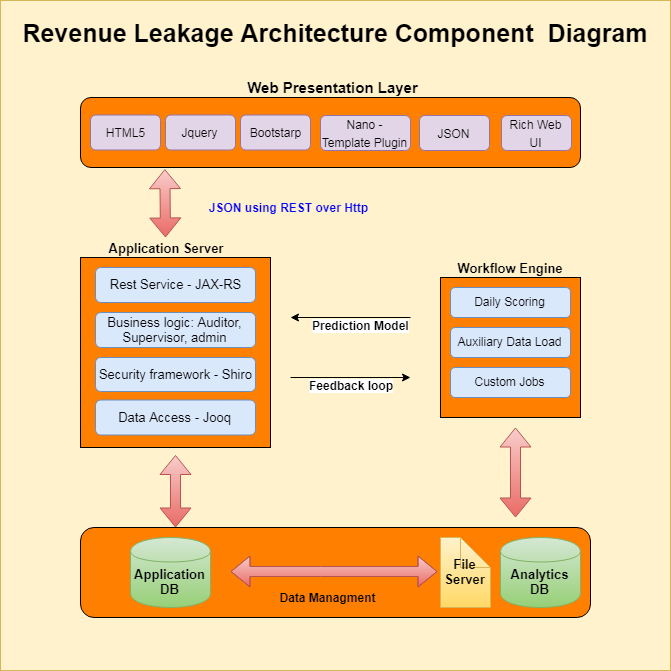 Revenue Leakage Architecture Component  Diagram
Web Presentation Layer
HTML5
Jquery
Bootstarp
Nano -
Template Plugin
JSON
Rich Web
UI
JSON using REST over Http
Application Server
Rest Service - JAX-RS
Business logic: Auditor,
Supervisor, admin
Security framework - Shiro
Data Access - Jooq
Workflow Engine
Daily Scoring
Auxiliary Data Load
Custom Jobs
Prediction Model
Feedback loop
Application
DB
Data Managment
File
Server
Analytics
DB